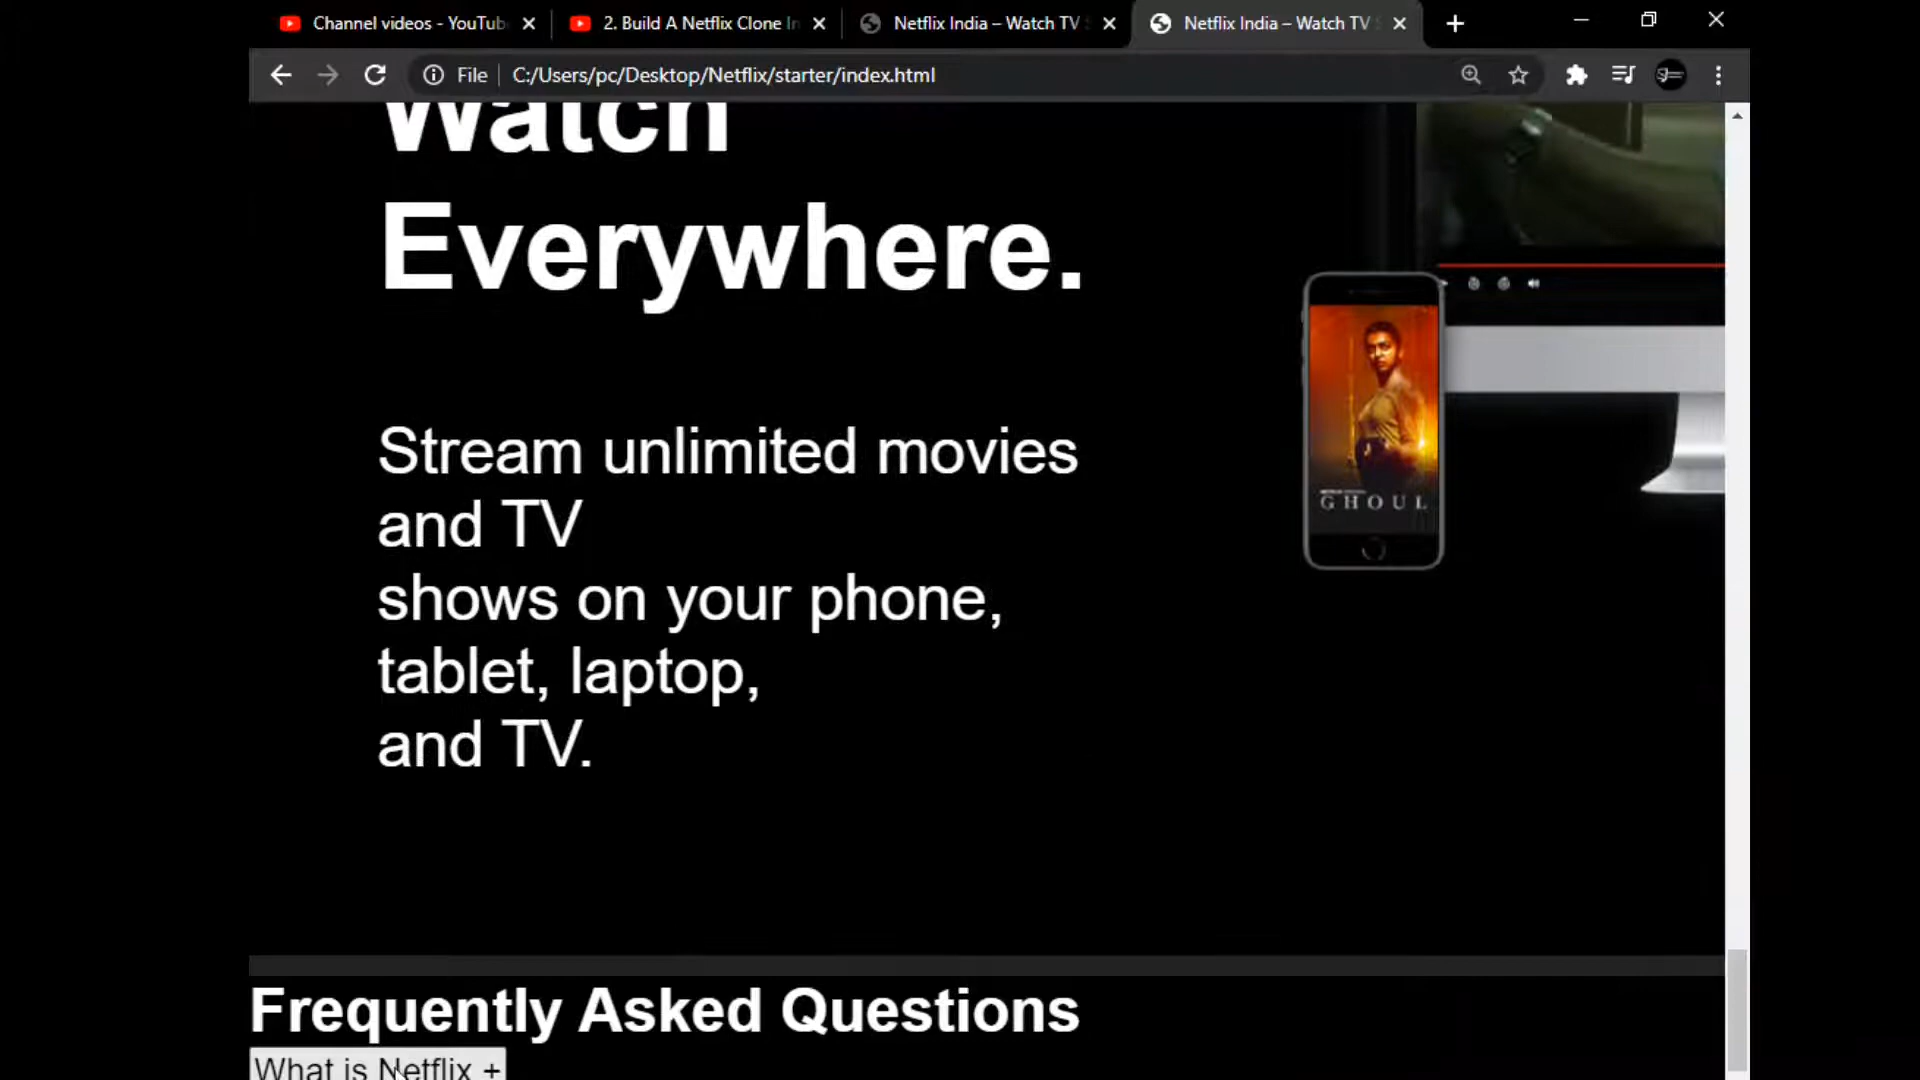 Channel videos - YouTub
2. Build A Netflix Clone In
Netflix India – Watch TV
Netflix India – Watch TV S
File
C:/Users/pc/Desktop/Netflix/starter/index.html
Watch
Everywhere.
GHOUL
Stream unlimited movies
and TV
shows on your phone,
tablet, laptop,
and TV.
Frequently Asked Questions
What is Netflix +